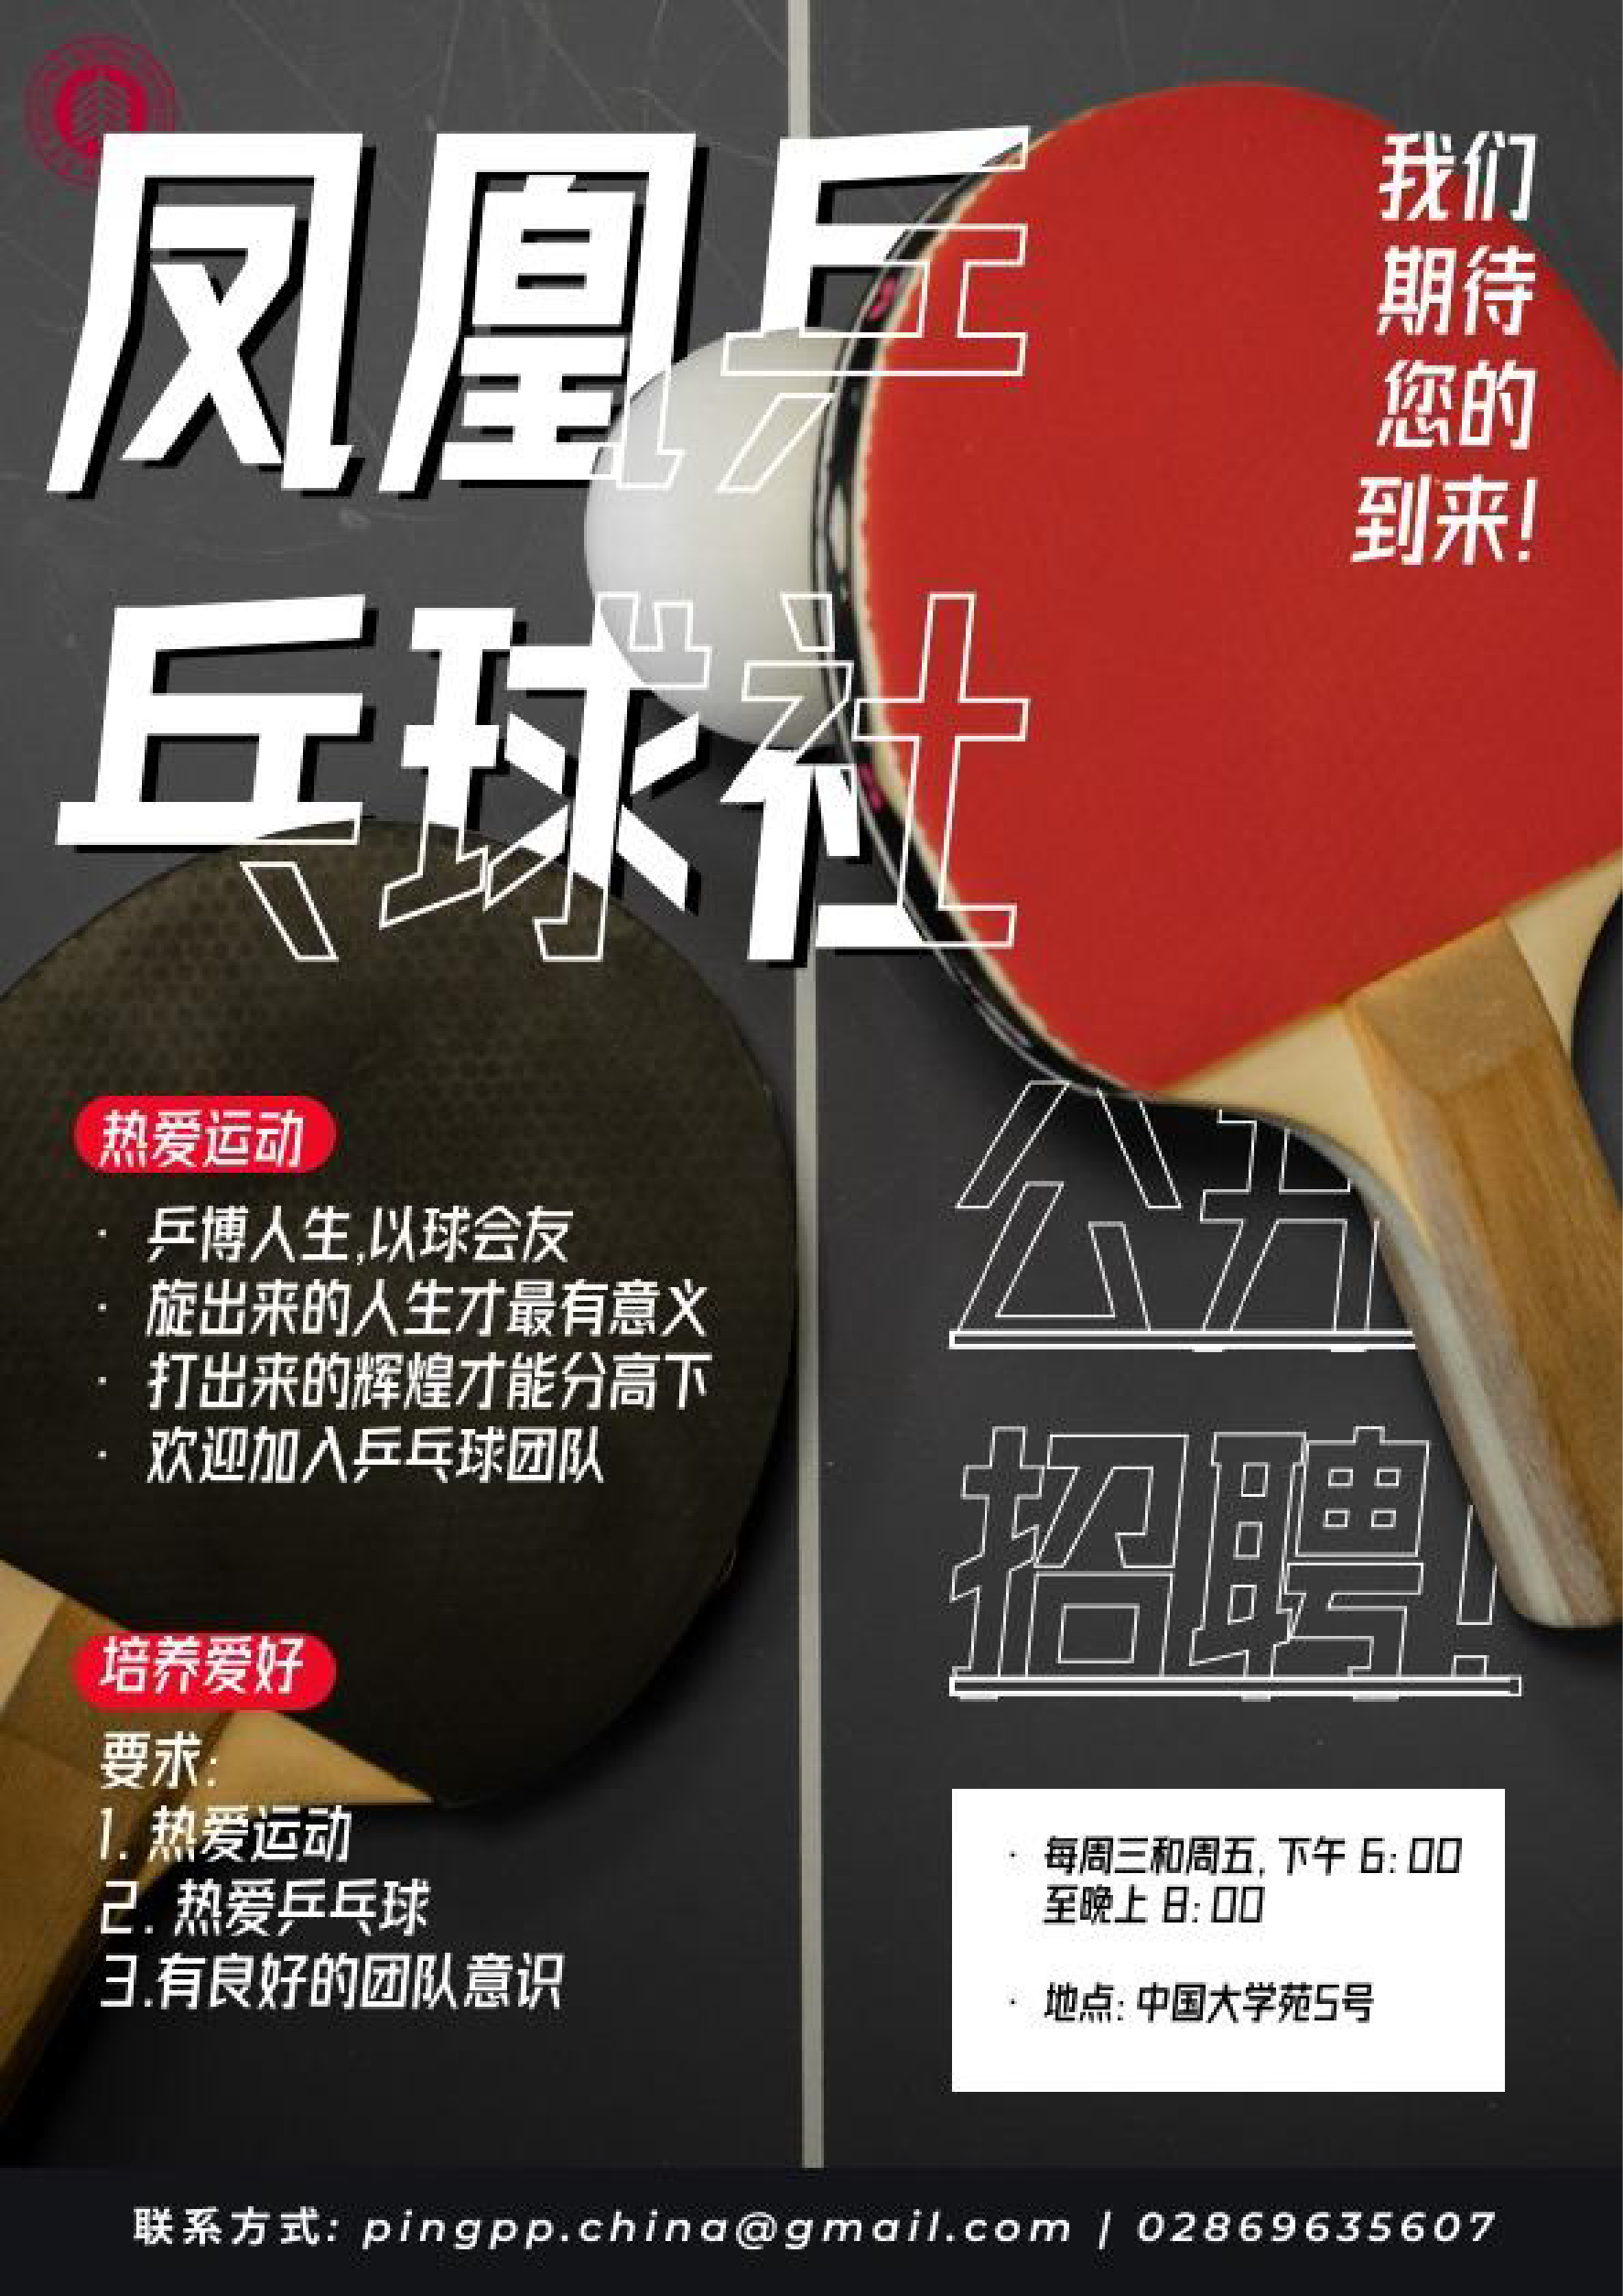 凤凰乒
乓球社
我们
期待
您的
到来!
热爱运动
· 乒博人生,以球会友
· 旋出来的人生才最有意义
· 打出来的辉煌才能分高下
· 欢迎加入乒乓球团队
公开
招聘!
培养爱好
要求:
1. 热爱运动
2. 热爱乒乓球
3.有良好的团队意识
· 每周三和周五, 下午 6:00
至晚上 8:00
· 地点: 中国大学苑5号
联系方式: pingpp.china@gmail.com | 02869635607